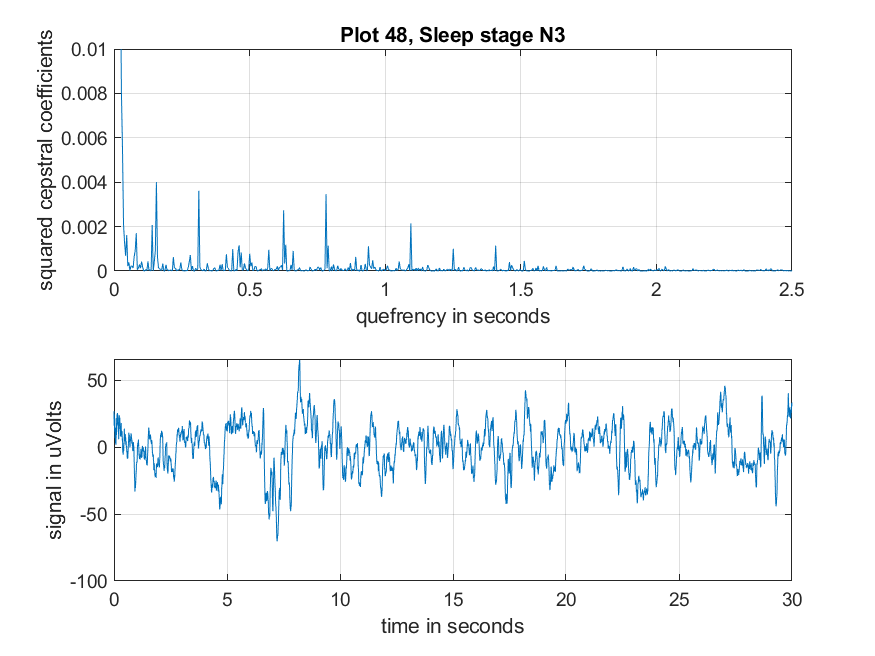 Plot 48, Sleep stage N3
squared cepstral coefficients
0.01
0.008
0.006
0.004
0.002
0
0 0.5 1 1.5 2 2.5
quefrency in seconds
signal in uVolts
50
0
-50
-100
0 5 10 15 20 25 30
time in seconds